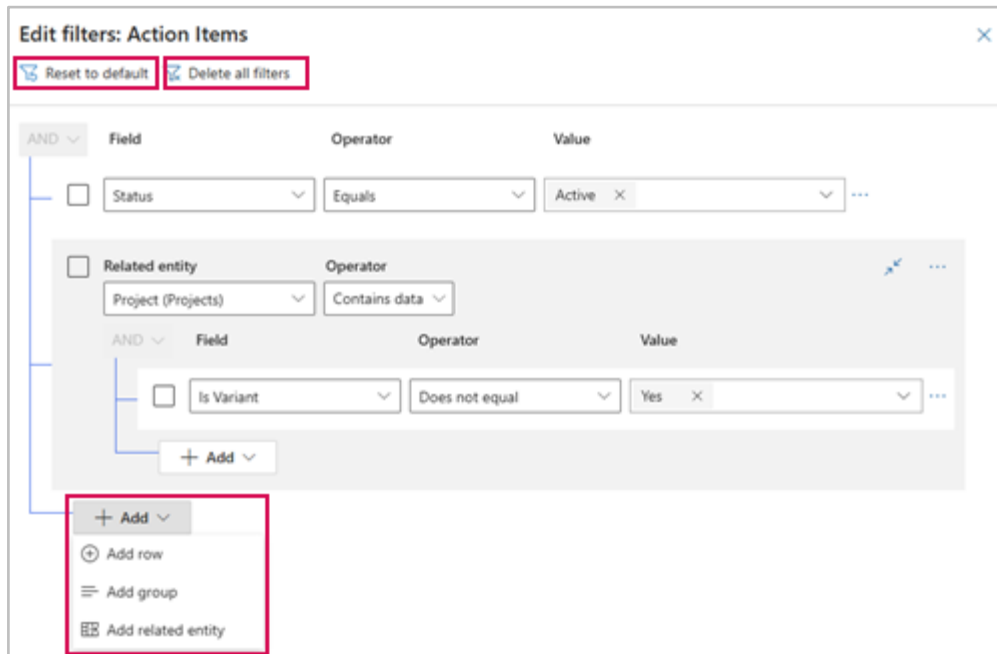 Edit filters: Action Items
Reset to default Delete all filters
AND Field Operator Value
Status Equals Active
Related entity Operator
Project (Projects) Contains data
AND Field Operator Value
Is Variant Does not equal Yes
Add
Add
Add row
Add group
Add related entity